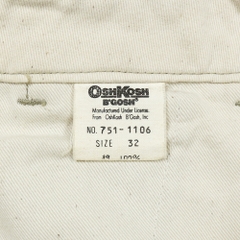 OSHKOSH
B'GOSH
Manufactured Under License
From OshKosh B'Gosh, Inc
NO. 751-1106
SIZE 32